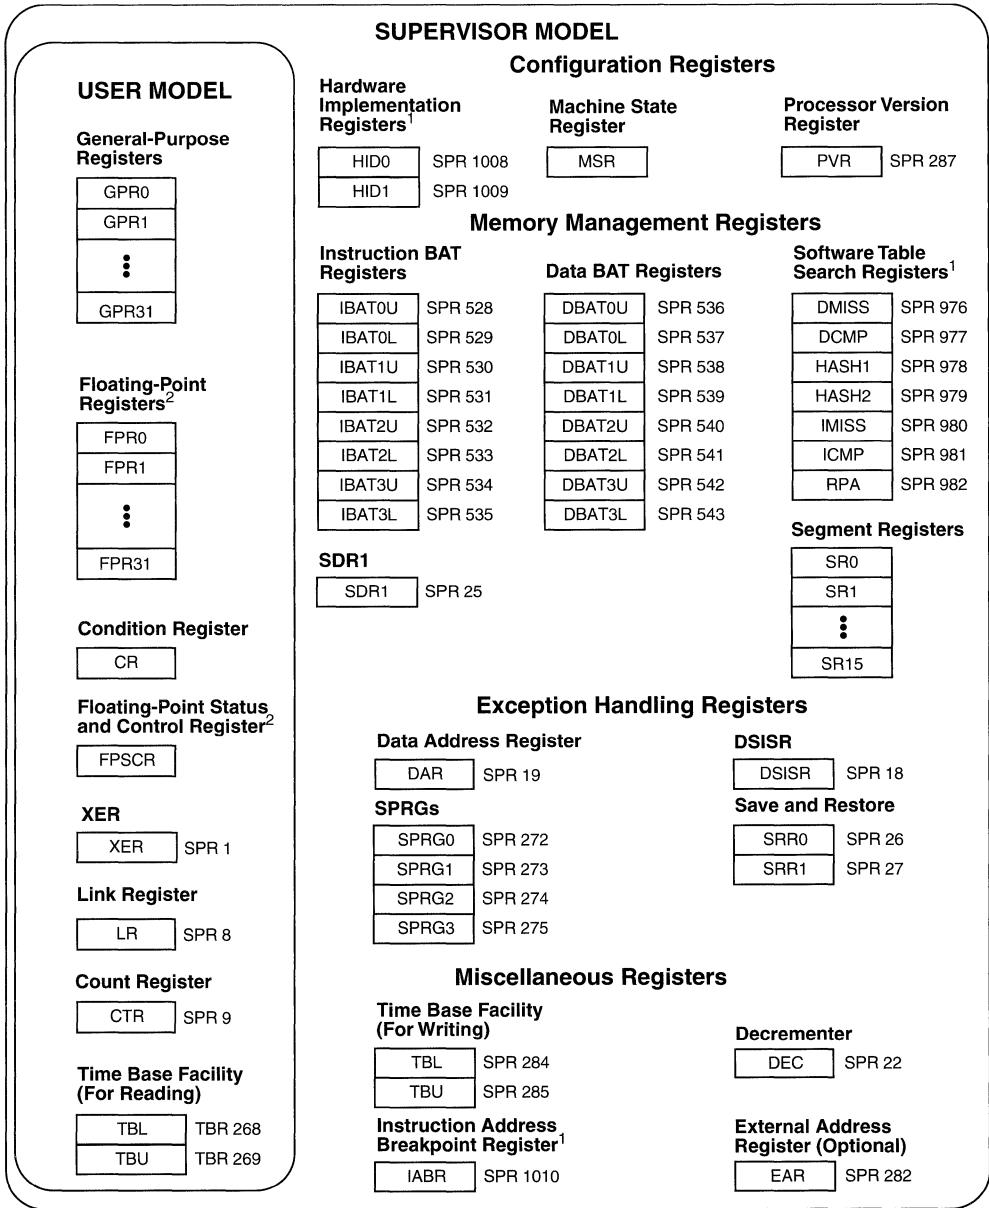 SUPERVISOR MODEL
USER MODEL
General-Purpose
Registers
GPR0
GPR1
GPR31
Floating-Point
Registers2
FPR0
FPR1
FPR31
Condition Register
CR
Floating-Point Status
and Control Register2
FPSCR
XER
XER SPR 1
Link Register
LR SPR 8
Count Register
CTR SPR 9
Time Base Facility
(For Reading)
TBL TBR 268
TBU TBR 269
Configuration Registers
Hardware
Implementation
Registers1
HID0 SPR 1008
HID1 SPR 1009
Machine State
Register
MSR
Processor Version
Register
PVR SPR 287
Memory Management Registers
Instruction BAT
Registers
IBAT0U SPR 528
IBAT0L SPR 529
IBAT1U SPR 530
IBAT1L SPR 531
IBAT2U SPR 532
IBAT2L SPR 533
IBAT3U SPR 534
IBAT3L SPR 535
Data BAT Registers
DBAT0U SPR 536
DBAT0L SPR 537
DBAT1U SPR 538
DBAT1L SPR 539
DBAT2U SPR 540
DBAT2L SPR 541
DBAT3U SPR 542
DBAT3L SPR 543
Software Table
Search Registers1
DMISS SPR 976
DCMP SPR 977
HASH1 SPR 978
HASH2 SPR 979
IMISS SPR 980
ICMP SPR 981
RPA SPR 982
Segment Registers
SR0
SR1
SR15
SDR1
SDR1 SPR 25
Exception Handling Registers
Data Address Register
DAR SPR 19
DSISR
DSISR SPR 18
SPRGs
SPRG0 SPR 272
SPRG1 SPR 273
SPRG2 SPR 274
SPRG3 SPR 275
Save and Restore
SRR0 SPR 26
SRR1 SPR 27
Miscellaneous Registers
Time Base Facility
(For Writing)
TBL SPR 284
TBU SPR 285
Decrementer
DEC SPR 22
Instruction Address
Breakpoint Register1
IABR SPR 1010
External Address
Register (Optional)
EAR SPR 282